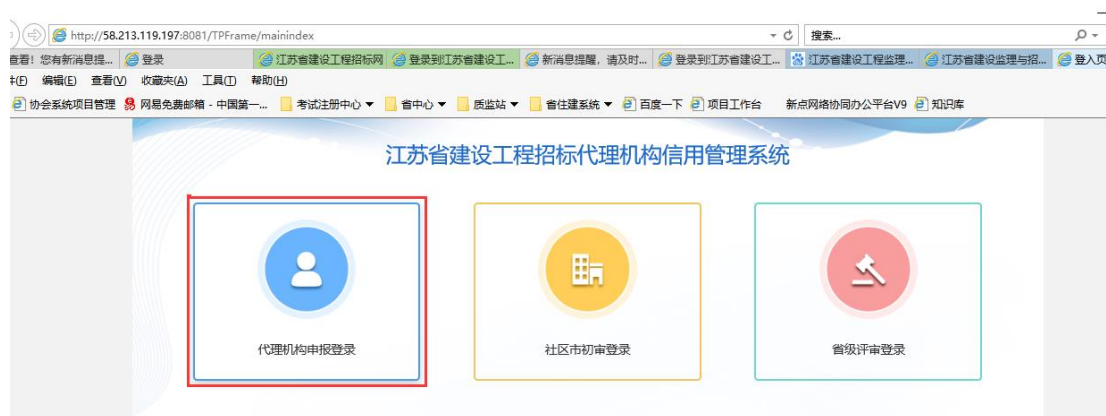 http://58.213.119.197:8081/TPFrame/mainindex
搜索...
查看! 您有新消息提... 登录 江苏省建设工程招标网 登录到江苏省建设工... 新消息提醒，请及时... 登录到江苏省建设工... 江苏省建设工程监理... 江苏省建设监理与招... 登入页
编辑(E) 查看(V) 收藏夹(A) 工具(T) 帮助(H)
协会系统项目管理 网易免费邮箱 - 中国第一... 考试注册中心 省中心 质监站 省住建系统 百度一下 项目工作台 新点网络协同办公平台V9 知识库
江苏省建设工程招标代理机构信用管理系统
代理机构申报登录 社区市初审登录 省级评审登录